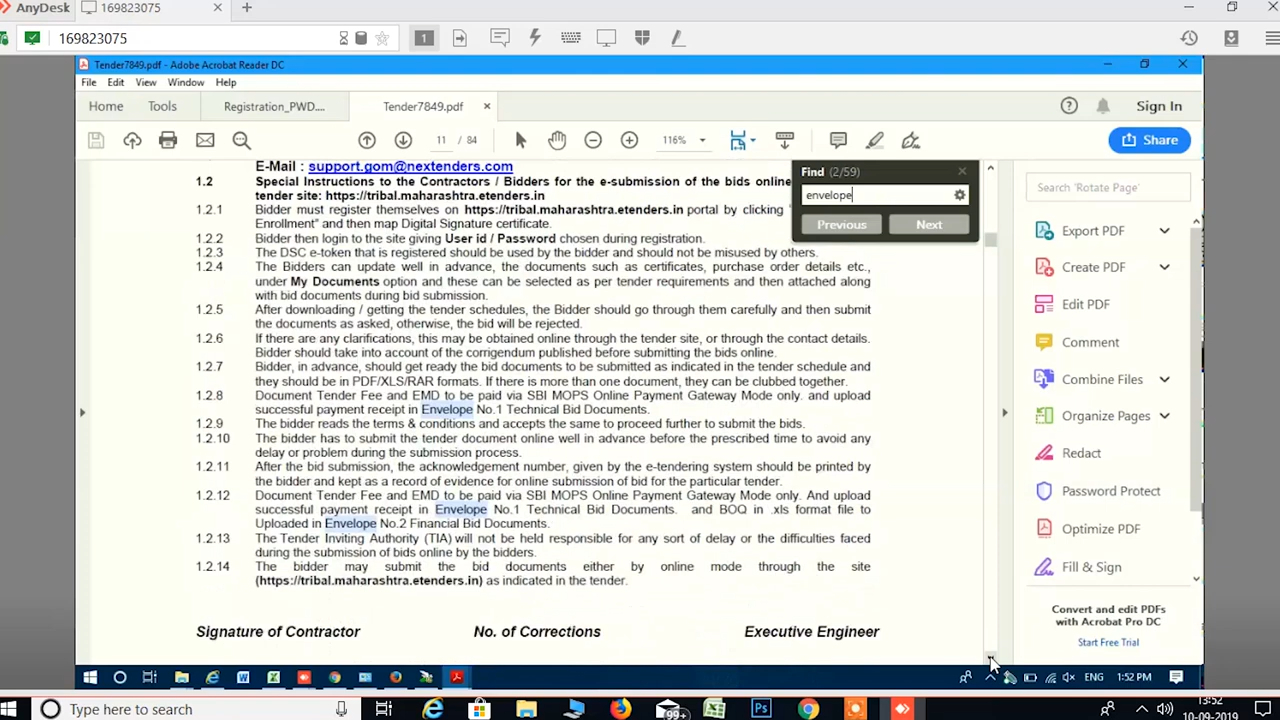 AnyDesk
169823075
169823075
1
Tender7849.pdf - Adobe Acrobat Reader DC
File Edit View Window Help
Home Tools Registration_PWD.... Tender7849.pdf × Sign In
11 / 84 116% Share
E-Mail : support.gom@nextenders.com
Find (2/59)
envelope
Previous Next
1.2 Special Instructions to the Contractors / Bidders for the e-submission of the bids online
tender site: https://tribal.maharashtra.etenders.in
1.2.1 Bidder must register themselves on https://tribal.maharashtra.etenders.in portal by clicking
Enrollment" and then map Digital Signature certificate.
1.2.2 Bidder then login to the site giving User id / Password chosen during registration.
1.2.3 The DSC e-token that is registered should be used by the bidder and should not be misused by others.
1.2.4 The Bidders can update well in advance, the documents such as certificates, purchase order details etc.,
under My Documents option and these can be selected as per tender requirements and then attached along
with bid documents during bid submission.
1.2.5 After downloading / getting the tender schedules, the Bidder should go through them carefully and then submit
the documents as asked, otherwise, the bid will be rejected.
1.2.6 If there are any clarifications, this may be obtained online through the tender site, or through the contact details.
Bidder should take into account of the corrigendum published before submitting the bids online.
1.2.7 Bidder, in advance, should get ready the bid documents to be submitted as indicated in the tender schedule and
they should be in PDF/XLS/RAR formats. If there is more than one document, they can be clubbed together.
1.2.8 Document Tender Fee and EMD to be paid via SBI MOPS Online Payment Gateway Mode only. and upload
successful payment receipt in Envelope No.1 Technical Bid Documents.
1.2.9 The bidder reads the terms & conditions and accepts the same to proceed further to submit the bids.
1.2.10 The bidder has to submit the tender document online well in advance before the prescribed time to avoid any
delay or problem during the submission process.
1.2.11 After the bid submission, the acknowledgement number, given by the e-tendering system should be printed by
the bidder and kept as a record of evidence for online submission of bid for the particular tender.
1.2.12 Document Tender Fee and EMD to be paid via SBI MOPS Online Payment Gateway Mode only. And upload
successful payment receipt in Envelope No.1 Technical Bid Documents. and BOQ in .xls format file to
Uploaded in Envelope No.2 Financial Bid Documents.
1.2.13 The Tender Inviting Authority (TIA) will not be held responsible for any sort of delay or the difficulties faced
during the submission of bids online by the bidders.
1.2.14 The bidder may submit the bid documents either by online mode through the site
(https://tribal.maharashtra.etenders.in) as indicated in the tender.
Signature of Contractor No. of Corrections Executive Engineer
Search 'Rotate Page'
Export PDF
Create PDF
Edit PDF
Comment
Combine Files
Organize Pages
Redact
Password Protect
Optimize PDF
Fill & Sign
Convert and edit PDFs
with Acrobat Pro DC
Start Free Trial
ENG 1:52 PM
Type here to search
99+
ENG
13:52
10-09-2019